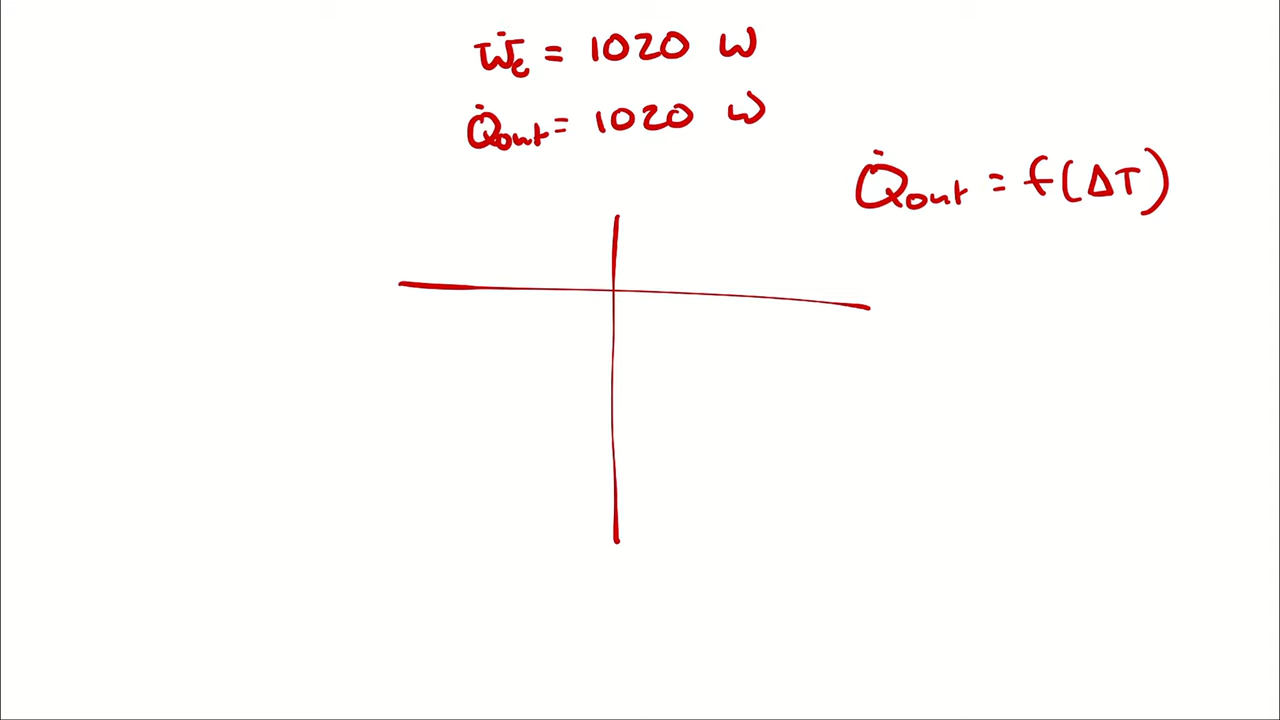 Ẇe = 1020 W
Q̇out = 1020 W
Q̇out = f(ΔT)